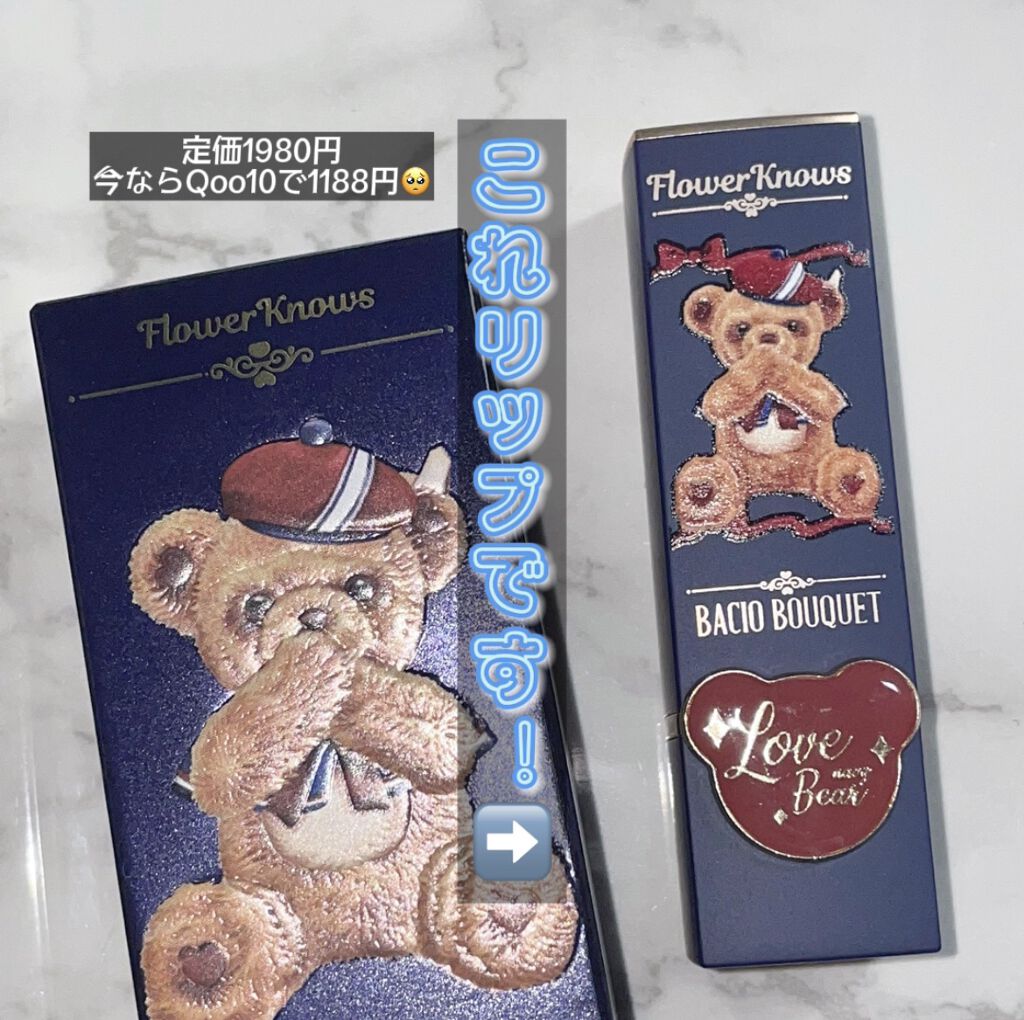 定価1980円
今ならQoo10で1188円🥺
これリップです！➡️
FlowerKnows
FlowerKnows
BACIO BOUQUET
Love
navy
Bear